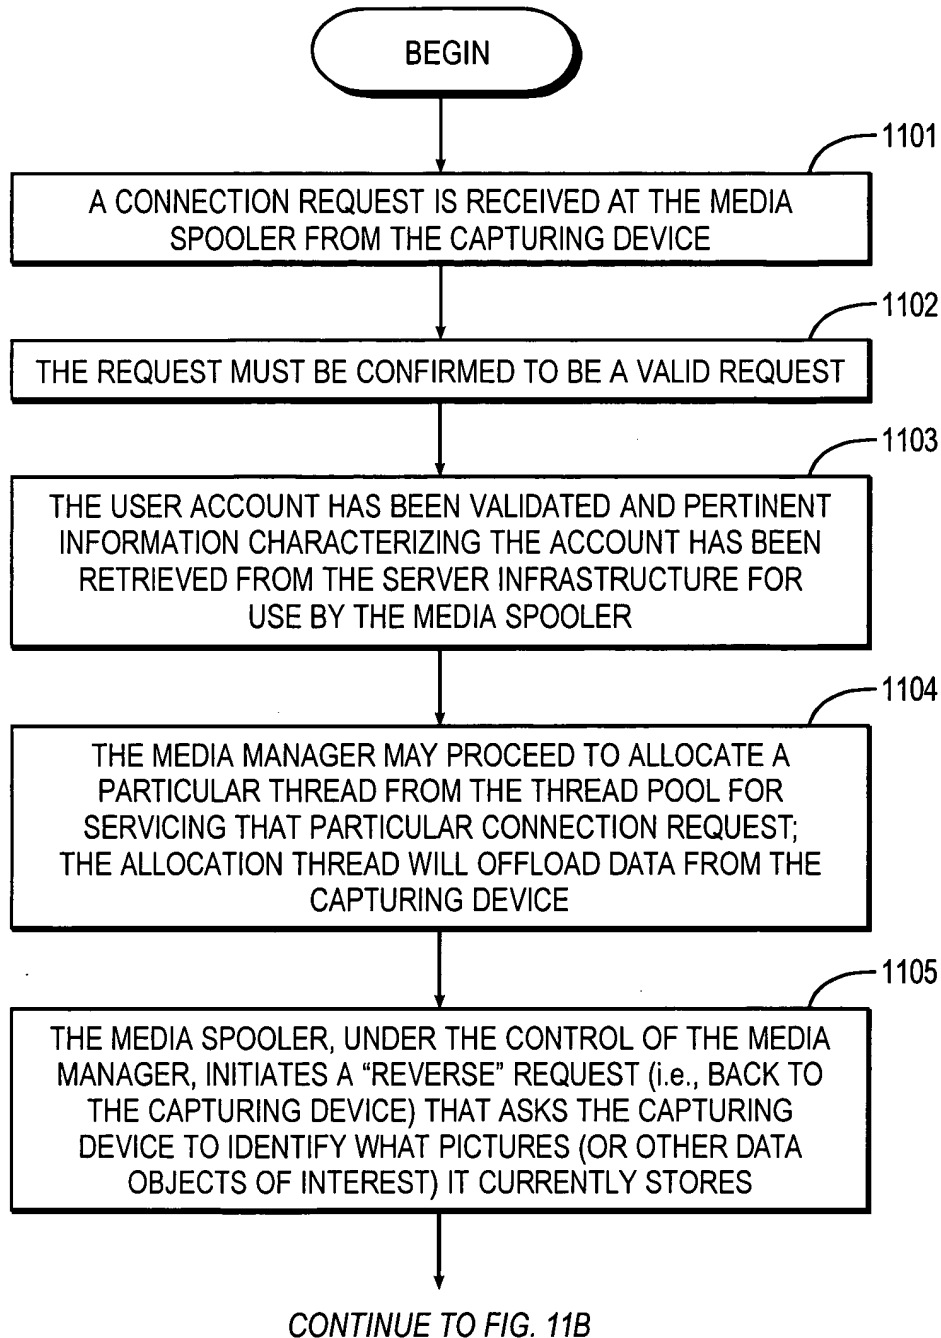 BEGIN
1101
A CONNECTION REQUEST IS RECEIVED AT THE MEDIA
SPOOLER FROM THE CAPTURING DEVICE
1102
THE REQUEST MUST BE CONFIRMED TO BE A VALID REQUEST
1103
THE USER ACCOUNT HAS BEEN VALIDATED AND PERTINENT
INFORMATION CHARACTERIZING THE ACCOUNT HAS BEEN
RETRIEVED FROM THE SERVER INFRASTRUCTURE FOR
USE BY THE MEDIA SPOOLER
1104
THE MEDIA MANAGER MAY PROCEED TO ALLOCATE A
PARTICULAR THREAD FROM THE THREAD POOL FOR
SERVICING THAT PARTICULAR CONNECTION REQUEST;
THE ALLOCATION THREAD WILL OFFLOAD DATA FROM THE
CAPTURING DEVICE
1105
THE MEDIA SPOOLER, UNDER THE CONTROL OF THE MEDIA
MANAGER, INITIATES A “REVERSE” REQUEST (i.e., BACK TO
THE CAPTURING DEVICE) THAT ASKS THE CAPTURING
DEVICE TO IDENTIFY WHAT PICTURES (OR OTHER DATA
OBJECTS OF INTEREST) IT CURRENTLY STORES
CONTINUE TO FIG. 11B